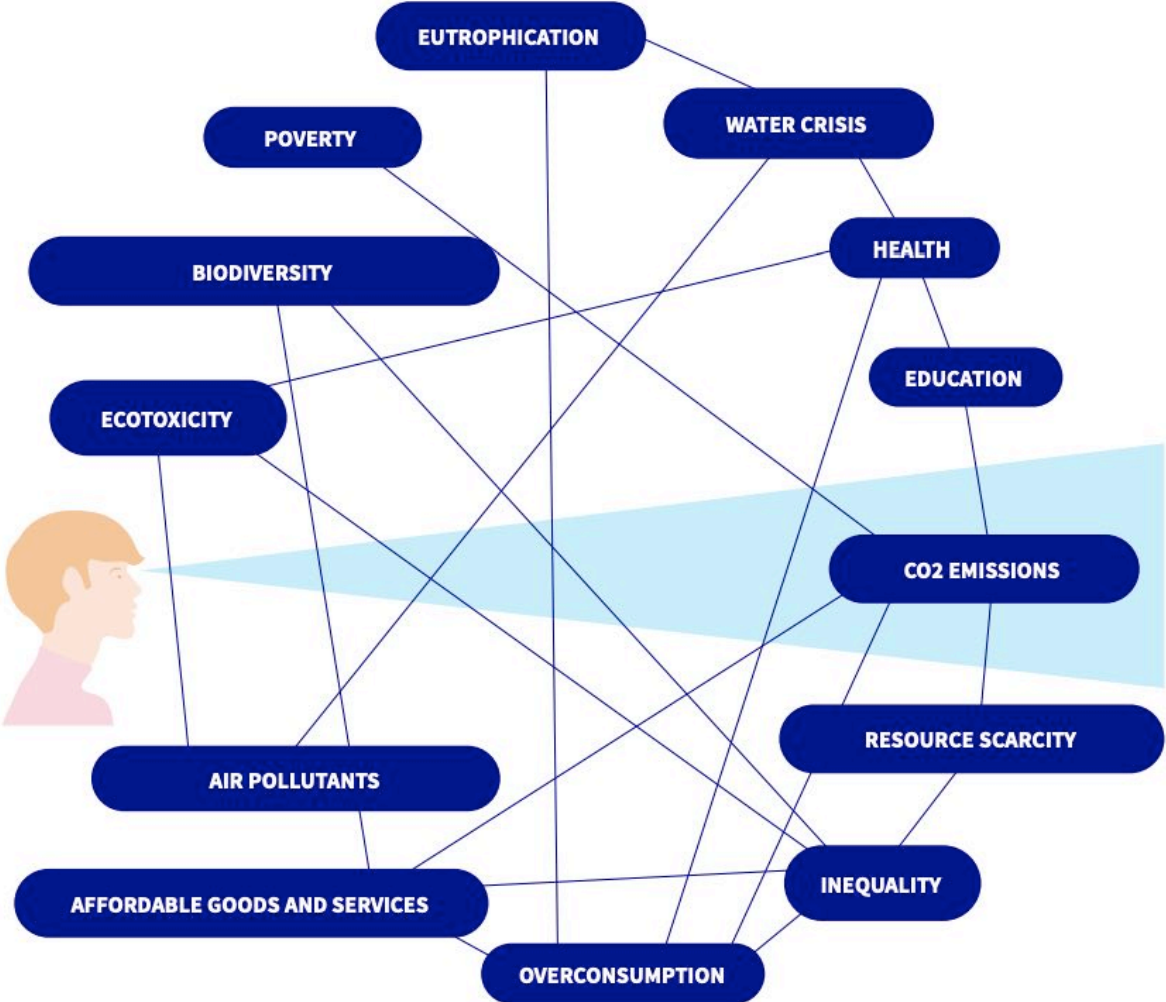 EUTROPHICATION
WATER CRISIS
POVERTY
HEALTH
BIODIVERSITY
EDUCATION
ECOTOXICITY
CO2 EMISSIONS
RESOURCE SCARCITY
AIR POLLUTANTS
INEQUALITY
AFFORDABLE GOODS AND SERVICES
OVERCONSUMPTION